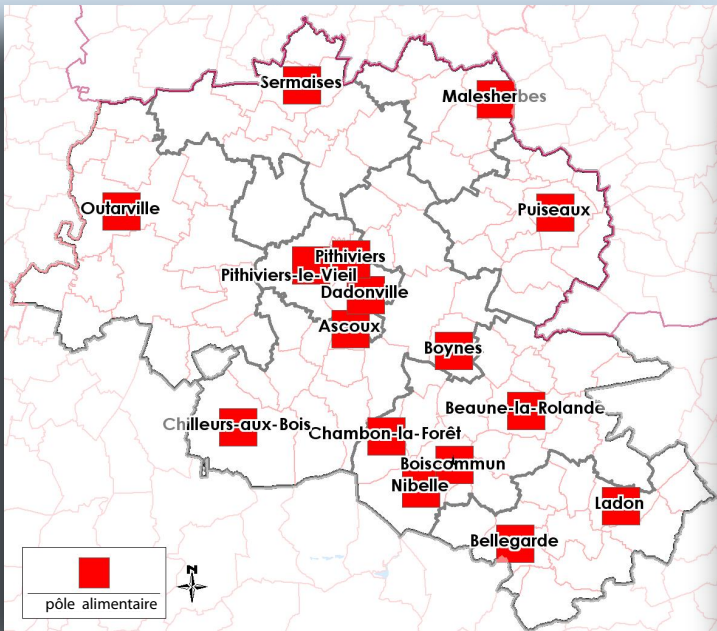 Sermaises
Malesherbes
Outarville
Puiseaux
Pithiviers
Pithiviers-le-Vieil
Dadonville
Ascoux
Boynes
Beaune-la-Rolande
Chilleurs-aux-Bois
Chambon-la-Forêt
Boiscommun
Nibelle
Ladon
Bellegarde
pôle alimentaire
N